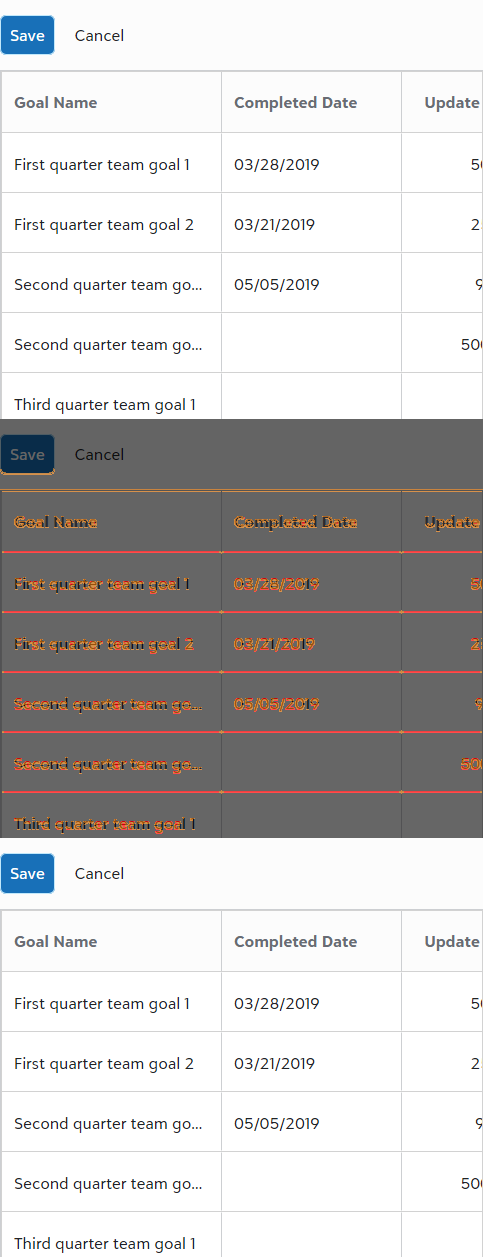 Save Cancel
Goal Name Completed Date Update
First quarter team goal 1 03/28/2019 50
First quarter team goal 2 03/21/2019 2
Second quarter team go... 05/05/2019 9
Second quarter team go... 500
Third quarter team goal 1
Save Cancel
Goal Name Completed Date Update
First quarter team goal 1 03/28/2019 50
First quarter team goal 2 03/21/2019 2
Second quarter team go... 05/05/2019 9
Second quarter team go... 500
Third quarter team goal 1
Save Cancel
Goal Name Completed Date Update
First quarter team goal 1 03/28/2019 50
First quarter team goal 2 03/21/2019 2
Second quarter team go... 05/05/2019 9
Second quarter team go... 500
Third quarter team goal 1